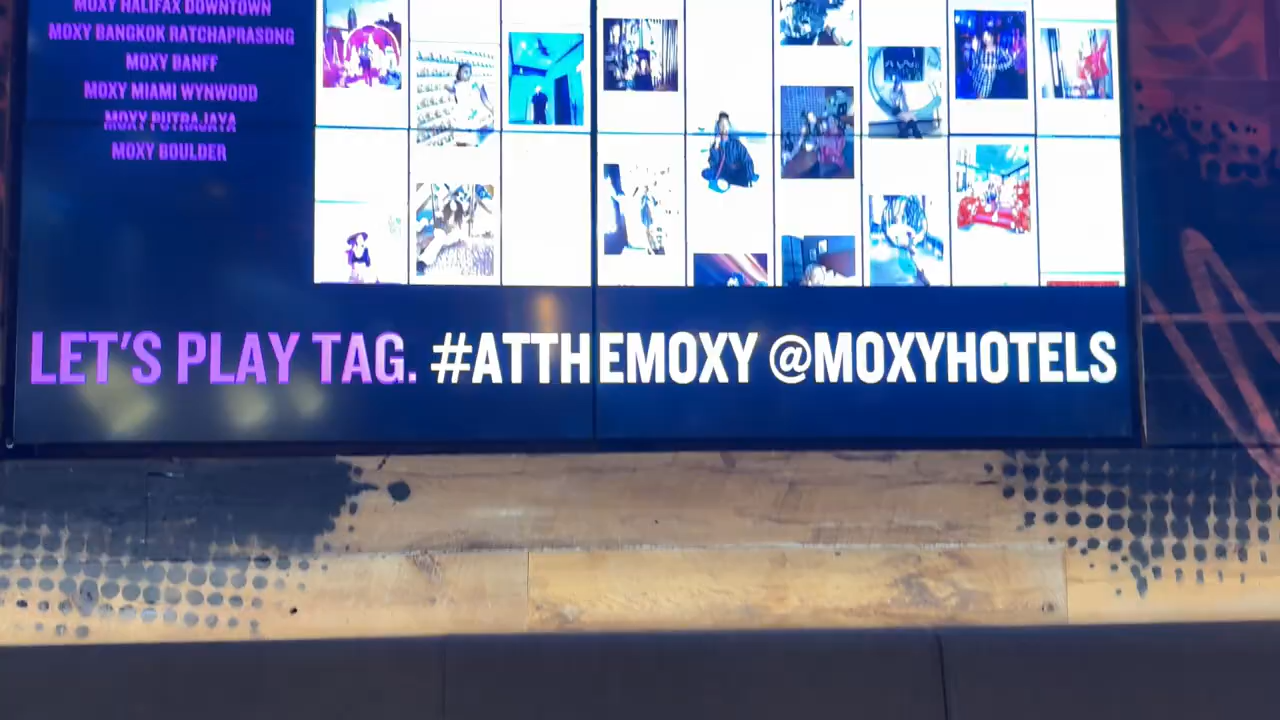 MOXY HALIFAX DOWNTOWN
MOXY BANGKOK RATCHAPRASONG
MOXY BANFF
MOXY MIAMI WYNWOOD
MOXY PUTRAJAYA
MOXY BOULDER
LET'S PLAY TAG. #ATTHEMOXY @MOXYHOTELS